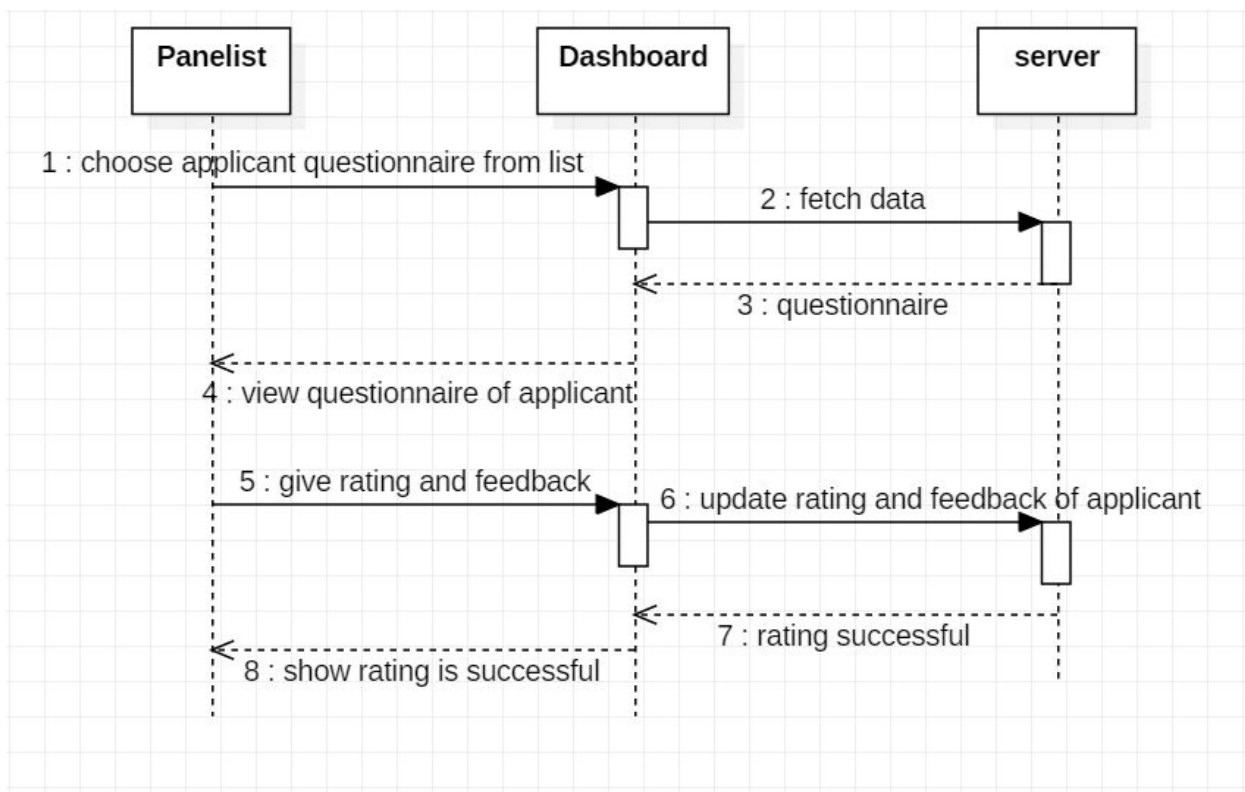 Panelist
Dashboard
server
1 : choose applicant questionnaire from list
2 : fetch data
3 : questionnaire
4 : view questionnaire of applicant
5 : give rating and feedback
6 : update rating and feedback of applicant
7 : rating successful
8 : show rating is successful